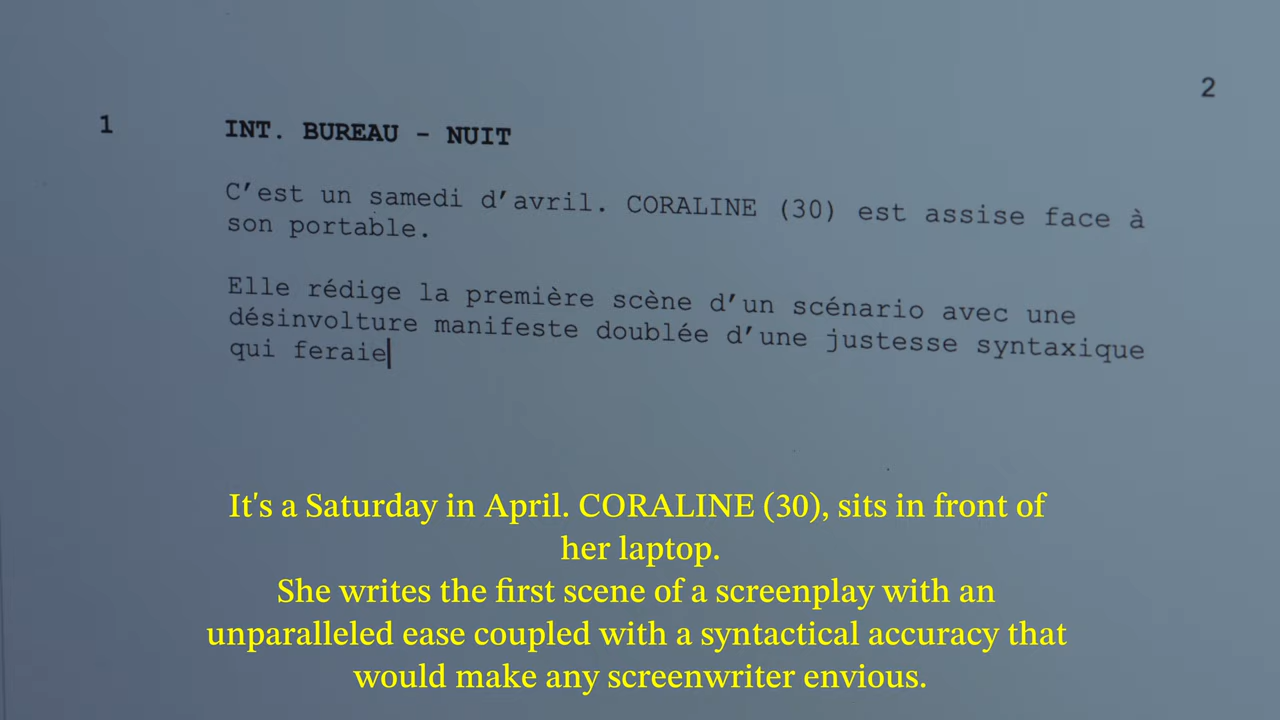 2
1 INT. BUREAU - NUIT
C'est un samedi d'avril. CORALINE (30) est assise face à
son portable.
Elle rédige la première scène d'un scénario avec une
désinvolture manifeste doublée d'une justesse syntaxique
qui feraie
It's a Saturday in April. CORALINE (30), sits in front of
her laptop.
She writes the first scene of a screenplay with an
unparalleled ease coupled with a syntactical accuracy that
would make any screenwriter envious.